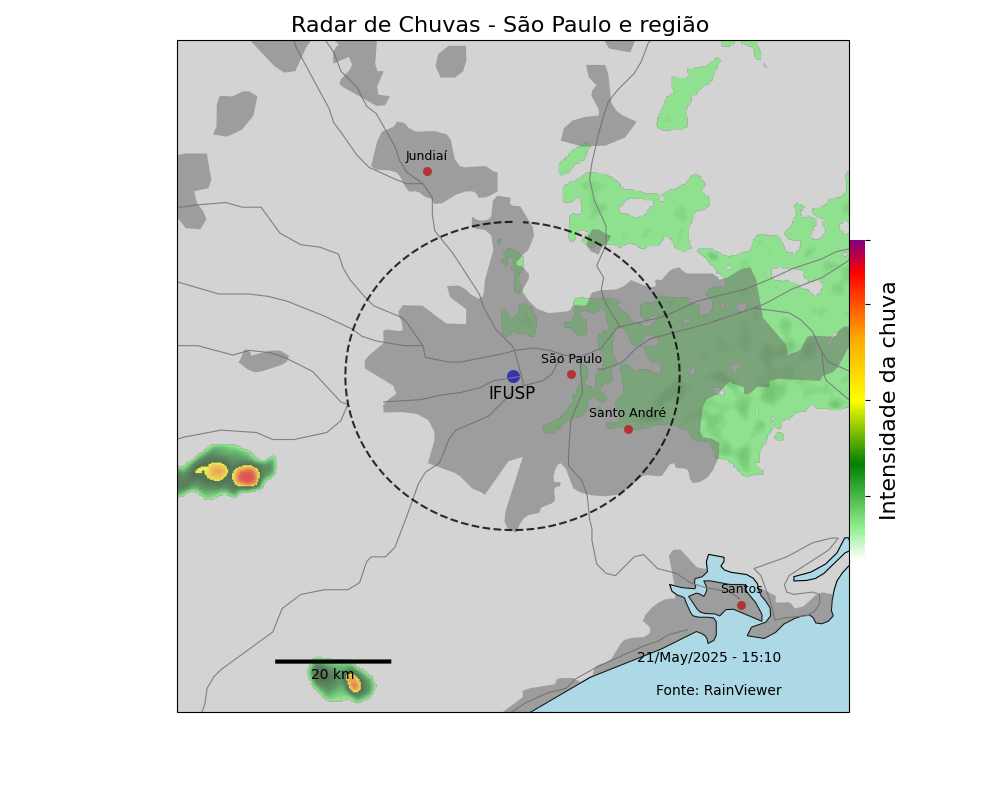 Radar de Chuvas - São Paulo e região
Jundiaí
São Paulo
IFUSP
Santo André
Intensidade da chuva
Santos
21/May/2025 - 15:10
20 km
Fonte: RainViewer